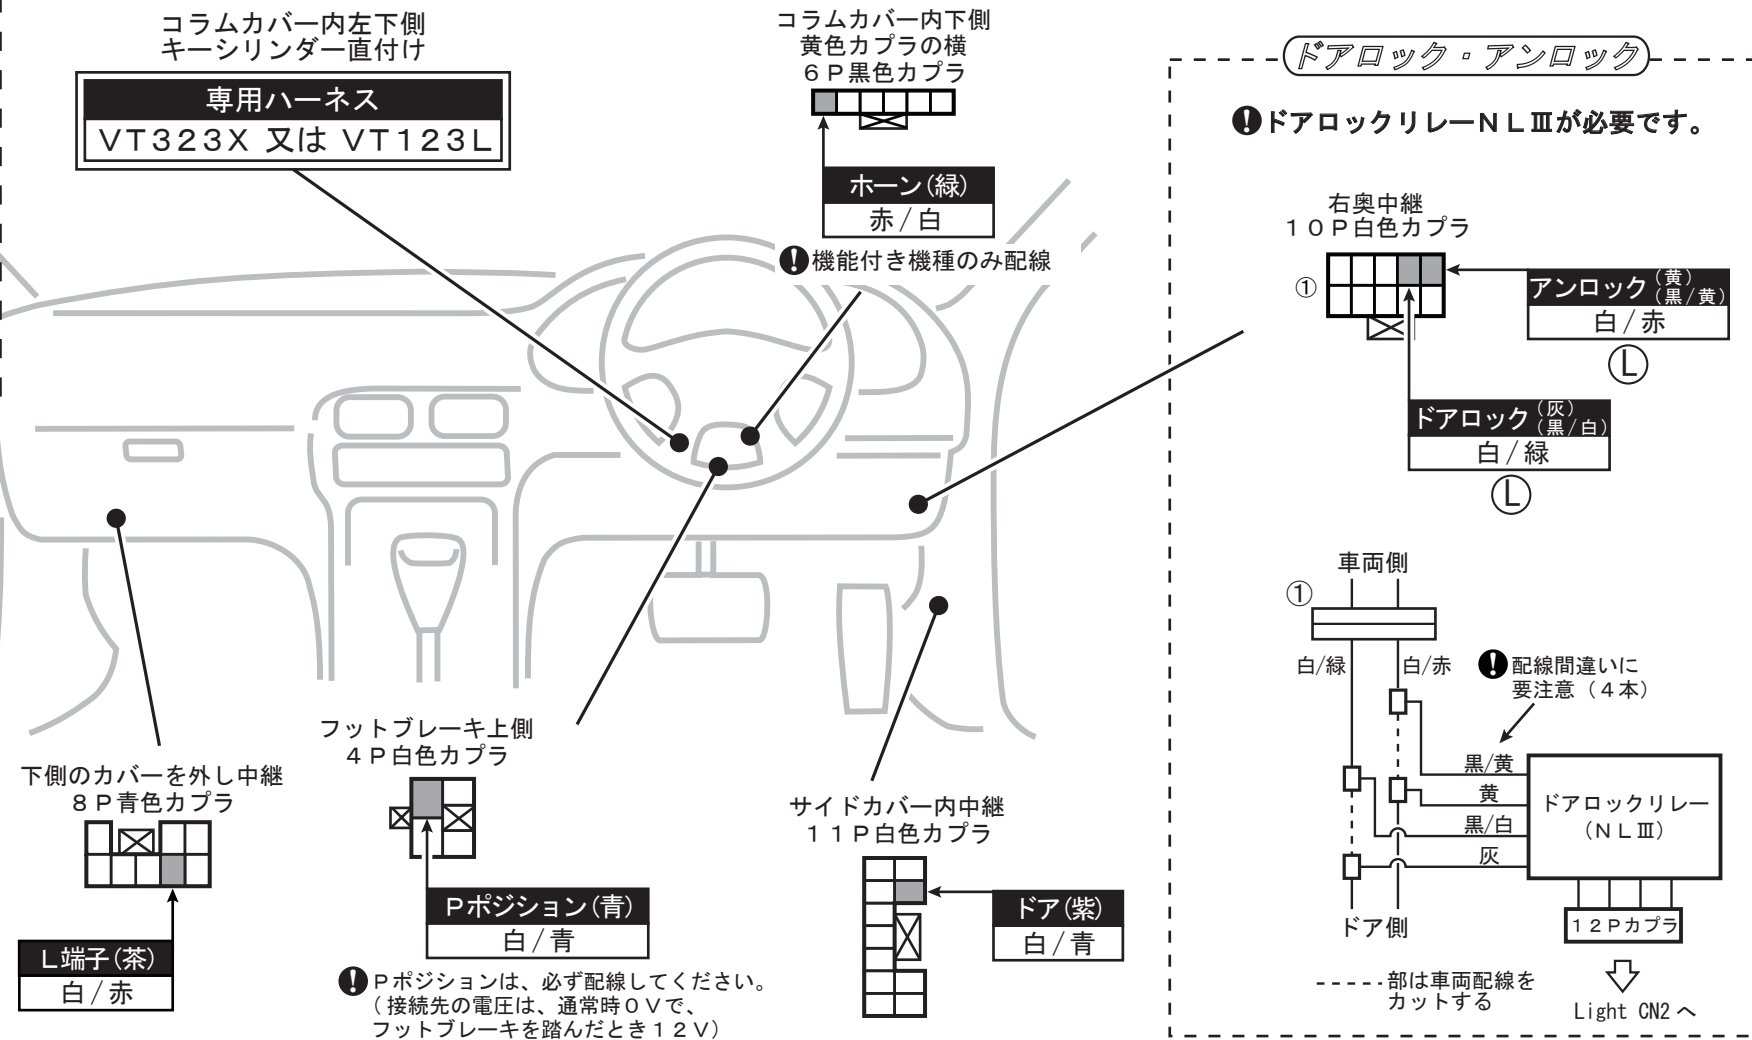 コラムカバー内左下側
キーシリンダー直付け
専用ハーネス
VT323X 又は VT123L
コラムカバー内下側
黄色カプラの横
6P黒色カプラ
ホーン(緑)
赤/白
機能付き機種のみ配線
ドアロック・アンロック
ドアロックリレーNLⅢが必要です。
右奥中継
10P白色カプラ
①
アンロック(黄)
(黒/黄)
白/赤
Ⓛ
ドアロック(灰)
(黒/白)
白/緑
Ⓛ
車両側
①
白/緑
白/赤
配線間違いに
要注意(4本)
黒/黄
黄
黒/白
灰
ドアロックリレー
(NLⅢ)
12Pカプラ
ドア側
-----部は車両配線を
カットする
Light CN2 へ
下側のカバーを外し中継
8P青色カプラ
L端子(茶)
白/赤
フットブレーキ上側
4P白色カプラ
Pポジション(青)
白/青
Pポジションは、必ず配線してください。
(接続先の電圧は、通常時0Vで、
フットブレーキを踏んだとき12V)
サイドカバー内中継
11P白色カプラ
ドア(紫)
白/青